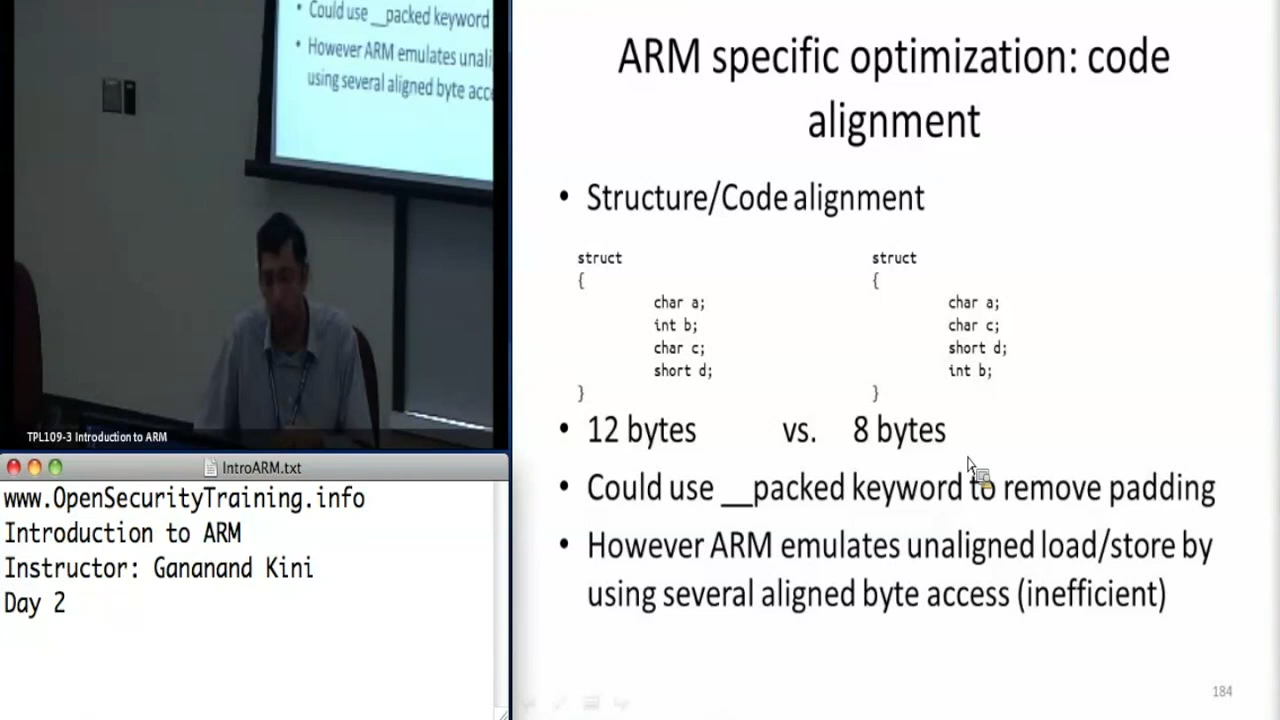 • Could use __packed keyword
• However ARM emulates unali
using several aligned byte acce
TPL109-3 Introduction to ARM
IntroARM.txt
www.OpenSecurityTraining.info
Introduction to ARM
Instructor: Gananand Kini
Day 2
ARM specific optimization: code
alignment
• Structure/Code alignment
struct
{
char a;
int b;
char c;
short d;
}
struct
{
char a;
char c;
short d;
int b;
}
• 12 bytes vs. 8 bytes
• Could use __packed keyword to remove padding
• However ARM emulates unaligned load/store by
using several aligned byte access (inefficient)
184